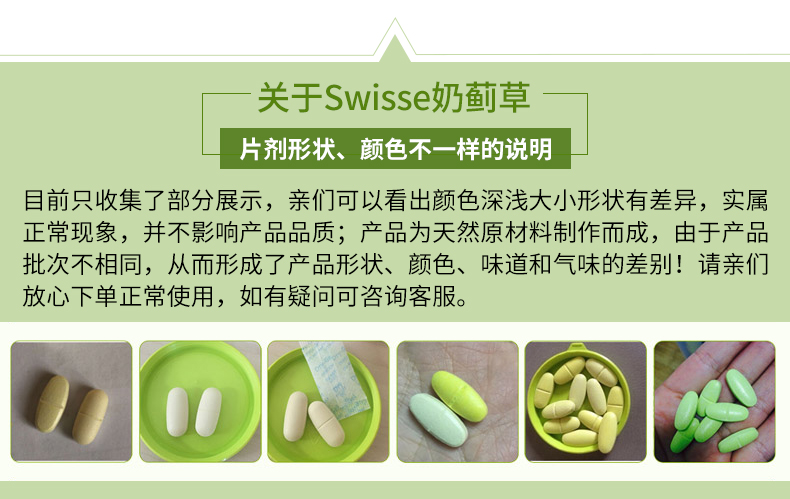 关于Swisse奶蓟草
片剂形状、颜色不一样的说明
目前只收集了部分展示，亲们可以看出颜色深浅大小形状有差异，实属
正常现象，并不影响产品品质；产品为天然原材料制作而成，由于产品
批次不相同，从而形成了产品形状、颜色、味道和气味的差别！请亲们
放心下单正常使用，如有疑问可咨询客服。